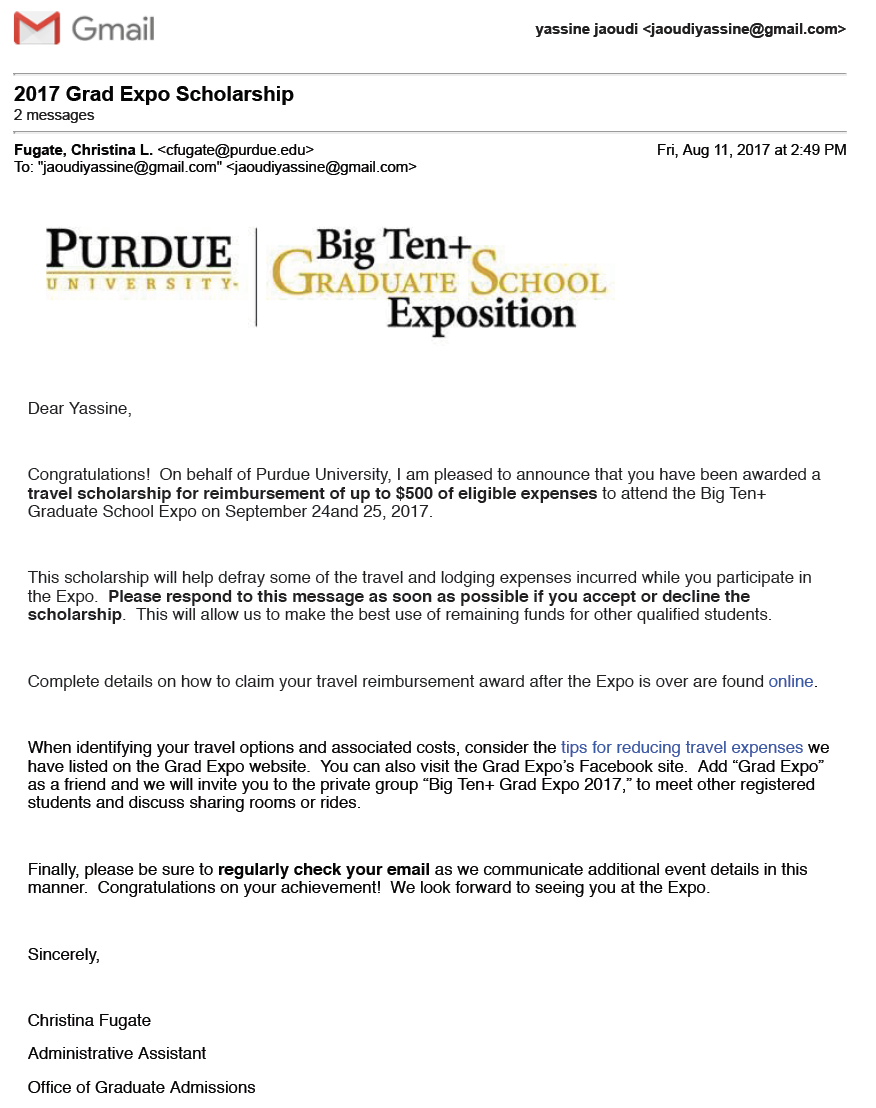 Gmail
yassine jaoudi <jaoudiyassine@gmail.com>
2017 Grad Expo Scholarship
2 messages
Fugate, Christina L. <cfugate@purdue.edu>
Fri, Aug 11, 2017 at 2:49 PM
To: "jaoudiyassine@gmail.com" <jaoudiyassine@gmail.com>
PURDUE
UNIVERSITY
Big Ten+
GRADUATE SCHOOL
Exposition
Dear Yassine,
Congratulations!  On behalf of Purdue University, I am pleased to announce that you have been awarded a
travel scholarship for reimbursement of up to $500 of eligible expenses to attend the Big Ten+
Graduate School Expo on September 24and 25, 2017.
This scholarship will help defray some of the travel and lodging expenses incurred while you participate in
the Expo.  Please respond to this message as soon as possible if you accept or decline the
scholarship.  This will allow us to make the best use of remaining funds for other qualified students.
Complete details on how to claim your travel reimbursement award after the Expo is over are found online.
When identifying your travel options and associated costs, consider the tips for reducing travel expenses we
have listed on the Grad Expo website.  You can also visit the Grad Expo’s Facebook site.  Add “Grad Expo”
as a friend and we will invite you to the private group “Big Ten+ Grad Expo 2017,” to meet other registered
students and discuss sharing rooms or rides.
Finally, please be sure to regularly check your email as we communicate additional event details in this
manner.  Congratulations on your achievement!  We look forward to seeing you at the Expo.
Sincerely,
Christina Fugate
Administrative Assistant
Office of Graduate Admissions